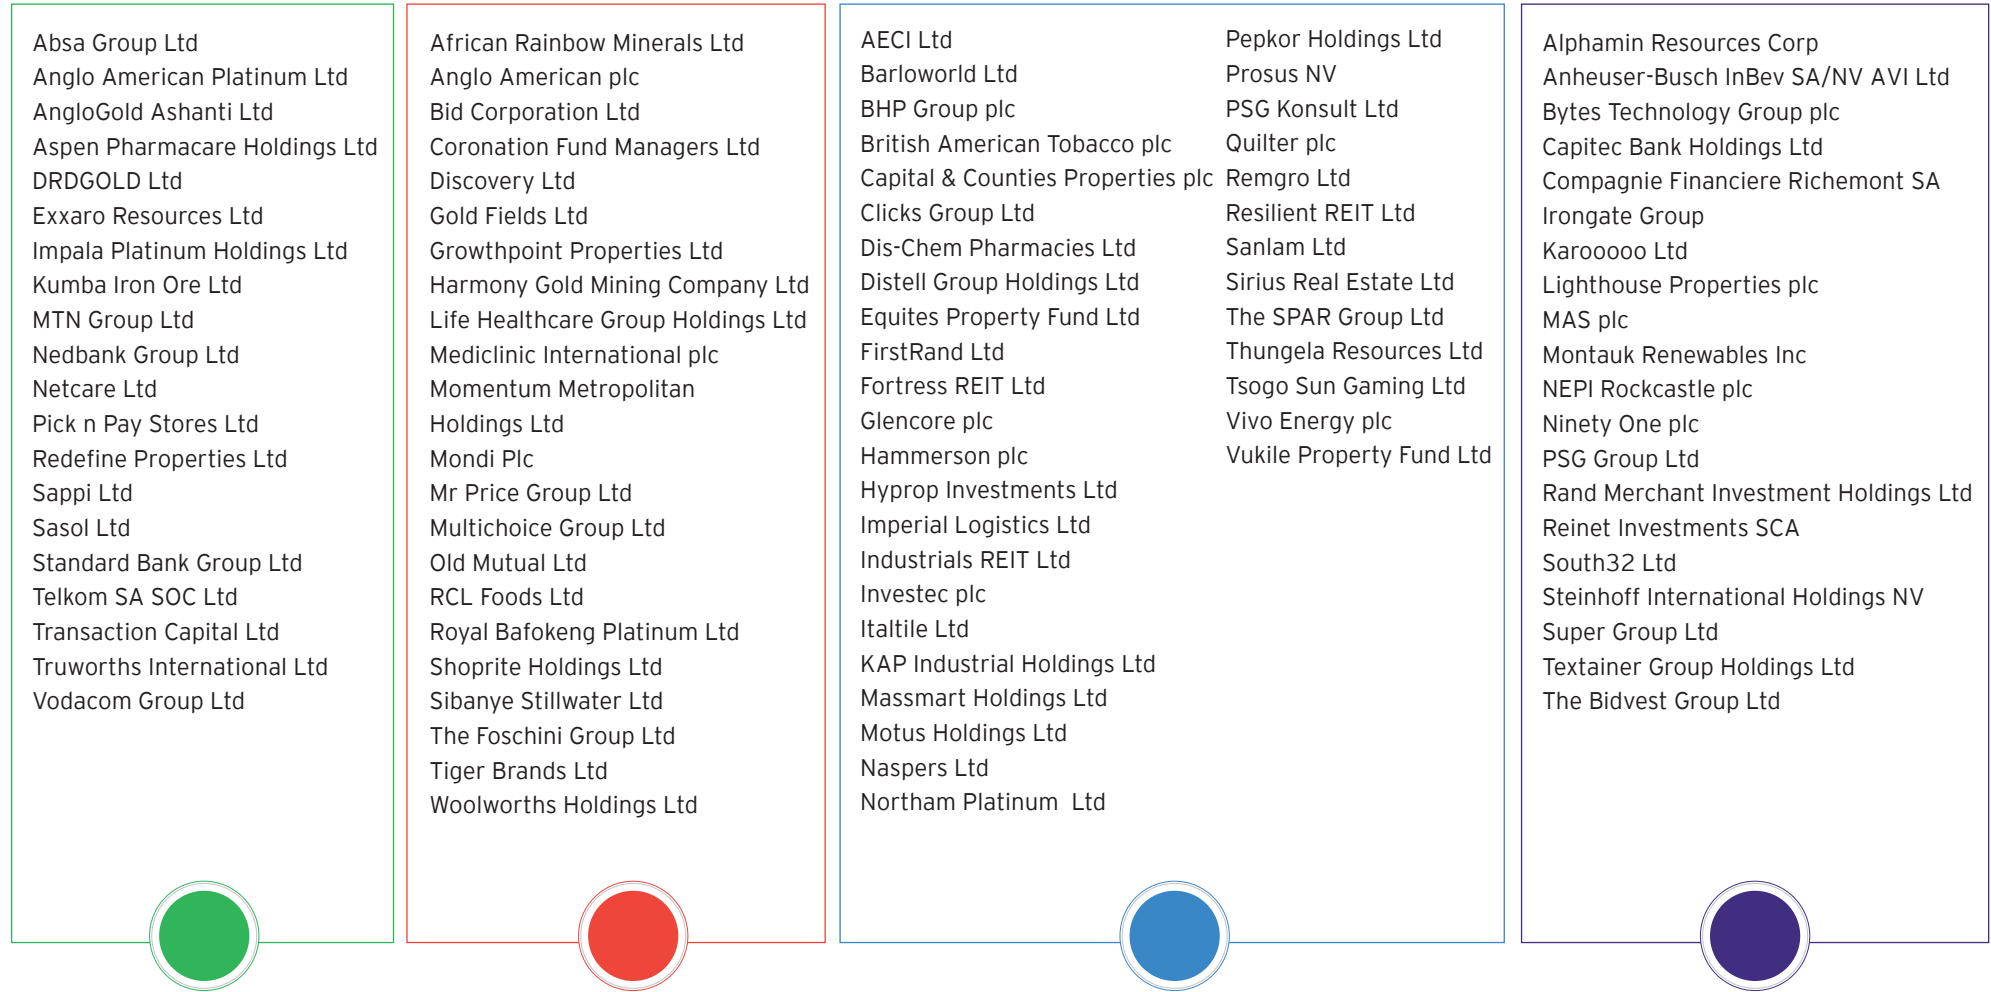 Absa Group Ltd
Anglo American Platinum Ltd
AngloGold Ashanti Ltd
Aspen Pharmacare Holdings Ltd
DRDGOLD Ltd
Exxaro Resources Ltd
Impala Platinum Holdings Ltd
Kumba Iron Ore Ltd
MTN Group Ltd
Nedbank Group Ltd
Netcare Ltd
Pick n Pay Stores Ltd
Redefine Properties Ltd
Sappi Ltd
Sasol Ltd
Standard Bank Group Ltd
Telkom SA SOC Ltd
Transaction Capital Ltd
Truworths International Ltd
Vodacom Group Ltd
African Rainbow Minerals Ltd
Anglo American plc
Bid Corporation Ltd
Coronation Fund Managers Ltd
Discovery Ltd
Gold Fields Ltd
Growthpoint Properties Ltd
Harmony Gold Mining Company Ltd
Life Healthcare Group Holdings Ltd
Mediclinic International plc
Momentum Metropolitan
Holdings Ltd
Mondi Plc
Mr Price Group Ltd
Multichoice Group Ltd
Old Mutual Ltd
RCL Foods Ltd
Royal Bafokeng Platinum Ltd
Shoprite Holdings Ltd
Sibanye Stillwater Ltd
The Foschini Group Ltd
Tiger Brands Ltd
Woolworths Holdings Ltd
AECI Ltd
Barloworld Ltd
BHP Group plc
British American Tobacco plc
Capital & Counties Properties plc
Clicks Group Ltd
Dis-Chem Pharmacies Ltd
Distell Group Holdings Ltd
Equites Property Fund Ltd
FirstRand Ltd
Fortress REIT Ltd
Glencore plc
Hammerson plc
Hyprop Investments Ltd
Imperial Logistics Ltd
Industrials REIT Ltd
Investec plc
Italtile Ltd
KAP Industrial Holdings Ltd
Massmart Holdings Ltd
Motus Holdings Ltd
Naspers Ltd
Northam Platinum  Ltd
Pepkor Holdings Ltd
Prosus NV
PSG Konsult Ltd
Quilter plc
Remgro Ltd
Resilient REIT Ltd
Sanlam Ltd
Sirius Real Estate Ltd
The SPAR Group Ltd
Thungela Resources Ltd
Tsogo Sun Gaming Ltd
Vivo Energy plc
Vukile Property Fund Ltd
Alphamin Resources Corp
Anheuser-Busch InBev SA/NV AVI Ltd
Bytes Technology Group plc
Capitec Bank Holdings Ltd
Compagnie Financiere Richemont SA
Irongate Group
Karooooo Ltd
Lighthouse Properties plc
MAS plc
Montauk Renewables Inc
NEPI Rockcastle plc
Ninety One plc
PSG Group Ltd
Rand Merchant Investment Holdings Ltd
Reinet Investments SCA
South32 Ltd
Steinhoff International Holdings NV
Super Group Ltd
Textainer Group Holdings Ltd
The Bidvest Group Ltd